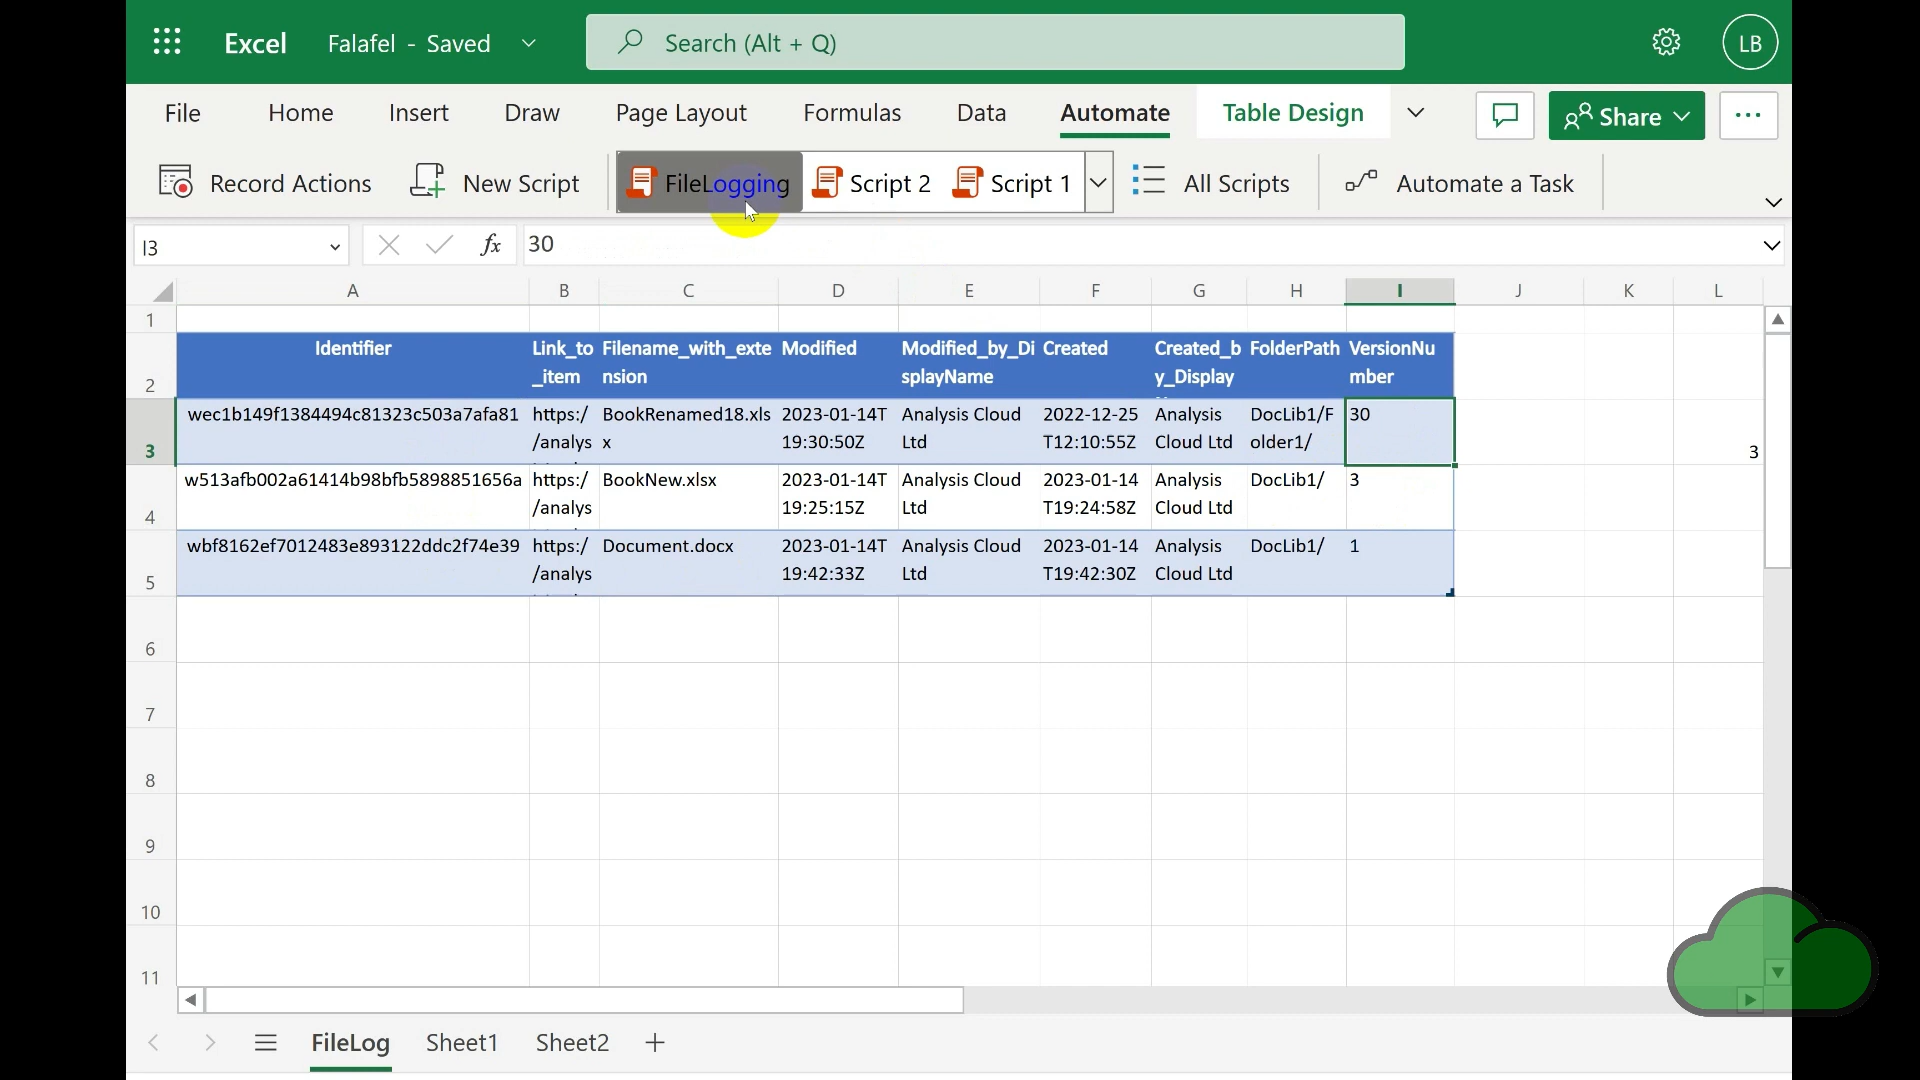 Excel Falafel - Saved Search (Alt + Q) LB
File Home Insert Draw Page Layout Formulas Data Automate Table Design Share ...
Record Actions New Script FileLogging Script 2 Script 1 All Scripts Automate a Task
I3 fx 30
A B C D E F G H I J K L
1
2 Identifier Link_to_item Filename_with_extension Modified Modified_by_DisplayName Created Created_by_Display FolderPath VersionNumber
3 wec1b149f1384494c81323c503a7afa81 https://analys BookRenamed18.xlsx 2023-01-14T19:30:50Z Analysis Cloud Ltd 2022-12-25T12:10:55Z Analysis Cloud Ltd DocLib1/Folder1/ 30 3
4 w513afb002a61414b98bfb5898851656a https://analys BookNew.xlsx 2023-01-14T19:25:15Z Analysis Cloud Ltd 2023-01-14T19:24:58Z Analysis Cloud Ltd DocLib1/ 3
5 wbf8162ef7012483e893122ddc2f74e39 https://analys Document.docx 2023-01-14T19:42:33Z Analysis Cloud Ltd 2023-01-14T19:42:30Z Analysis Cloud Ltd DocLib1/ 1
6
7
8
9
10
11
FileLog Sheet1 Sheet2